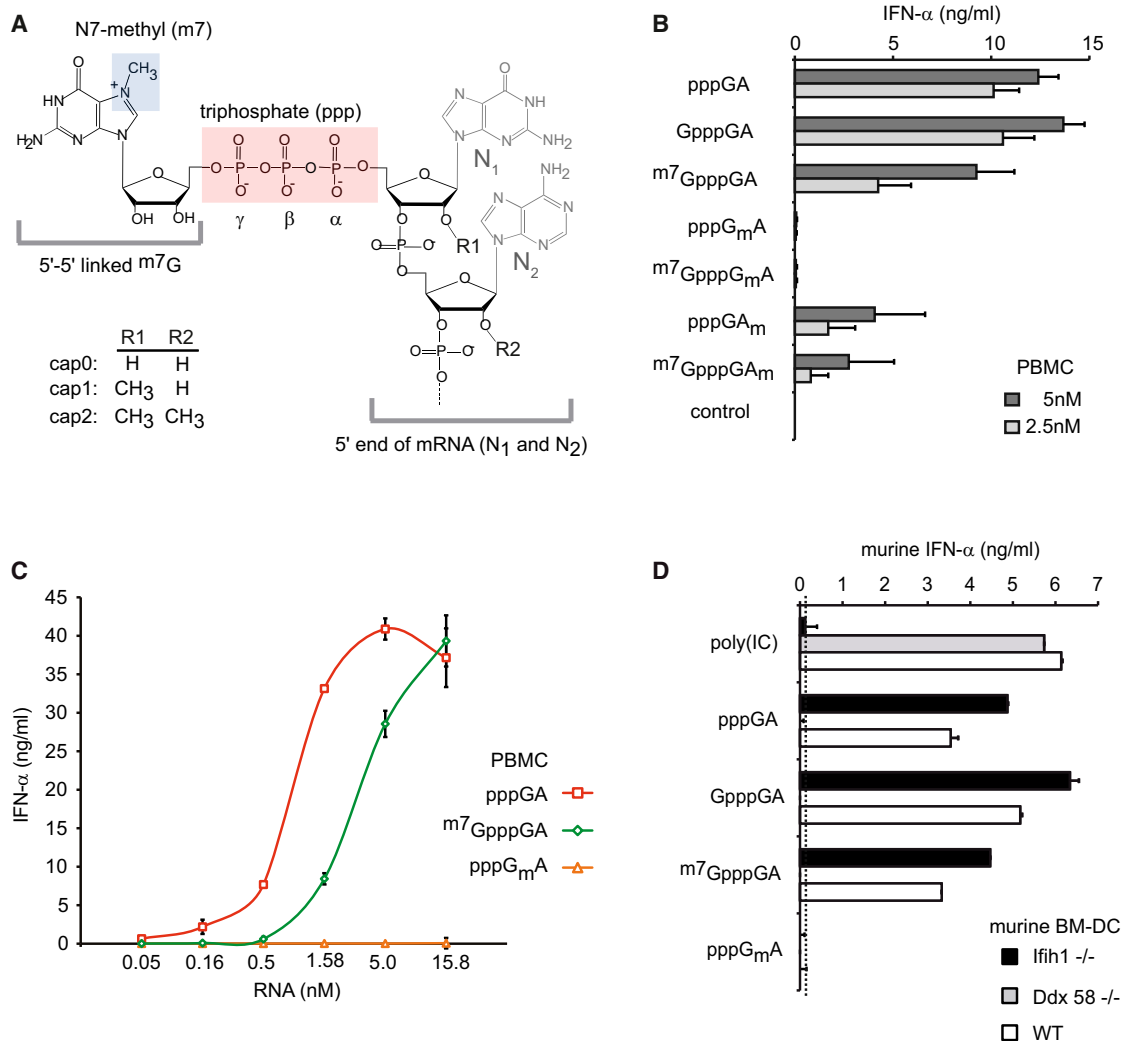 A
N7-methyl (m7)
O
CH3
+
N
N
HN
H2N
N
N
triphosphate (ppp)
O O O
O P O P O P O
O- O- O-
γ β α
O
OH OH
5'-5' linked m7G
O
N
NH
N
N
NH2
N1
O
O
O
R1
O=P–O-
O
NH2
N
N
N
N
N2
O
O
O
R2
O=P–O-
O
R1 R2
cap0: H H
cap1: CH3 H
cap2: CH3 CH3
5' end of mRNA (N1 and N2)
B
IFN-α (ng/ml)
0 5 10 15
pppGA
GpppGA
m7GpppGA
pppGmA
m7GpppGmA
pppGAm
m7GpppGAm
control
PBMC
5nM
2.5nM
C
IFN-α (ng/ml)
45
40
35
30
25
20
15
10
5
0
0.05 0.16 0.5 1.58 5.0 15.8
RNA (nM)
PBMC
pppGA
m7GpppGA
pppGmA
D
murine IFN-α (ng/ml)
0 1 2 3 4 5 6 7
poly(IC)
pppGA
GpppGA
m7GpppGA
pppGmA
murine BM-DC
Ifih1 -/-
Ddx 58 -/-
WT